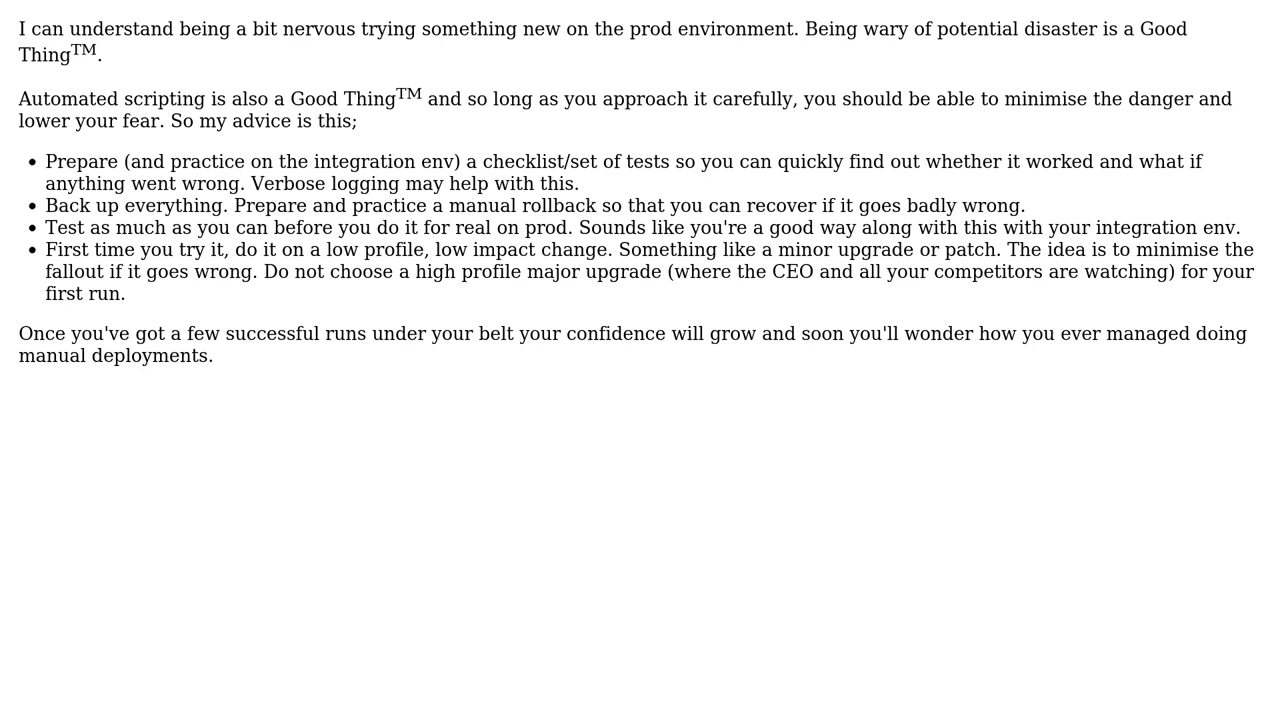 I can understand being a bit nervous trying something new on the prod environment. Being wary of potential disaster is a Good
Thing™.
Automated scripting is also a Good Thing™ and so long as you approach it carefully, you should be able to minimise the danger and
lower your fear. So my advice is this;
• Prepare (and practice on the integration env) a checklist/set of tests so you can quickly find out whether it worked and what if
anything went wrong. Verbose logging may help with this.
• Back up everything. Prepare and practice a manual rollback so that you can recover if it goes badly wrong.
• Test as much as you can before you do it for real on prod. Sounds like you're a good way along with this with your integration env.
• First time you try it, do it on a low profile, low impact change. Something like a minor upgrade or patch. The idea is to minimise the
fallout if it goes wrong. Do not choose a high profile major upgrade (where the CEO and all your competitors are watching) for your
first run.
Once you've got a few successful runs under your belt your confidence will grow and soon you'll wonder how you ever managed doing
manual deployments.